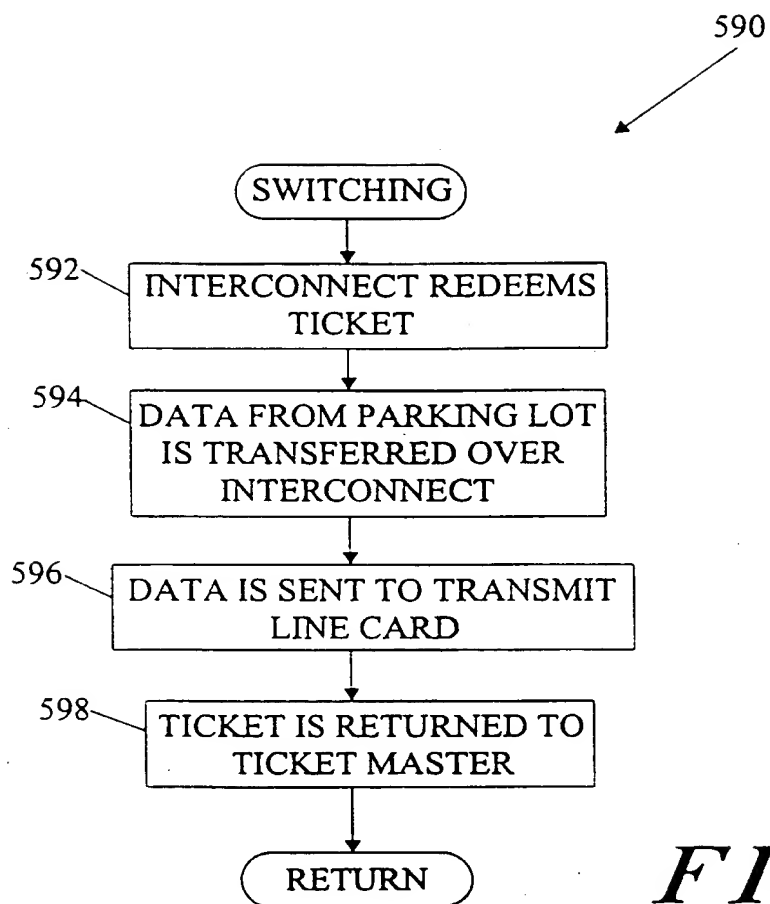 590
SWITCHING
592
INTERCONNECT REDEEMS
TICKET
594
DATA FROM PARKING LOT
IS TRANSFERRED OVER
INTERCONNECT
596
DATA IS SENT TO TRANSMIT
LINE CARD
598
TICKET IS RETURNED TO
TICKET MASTER
RETURN
FI